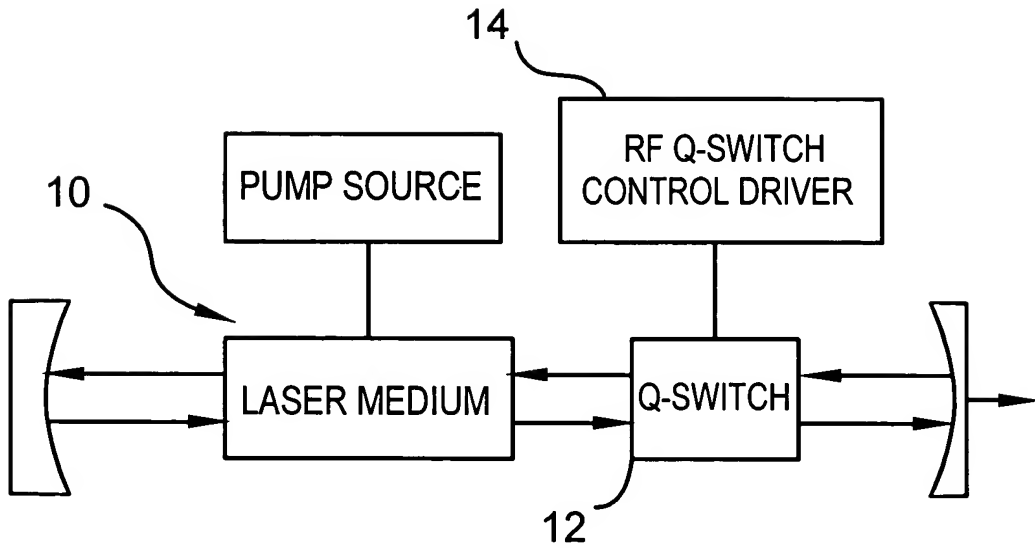 14
PUMP SOURCE
RF Q-SWITCH
CONTROL DRIVER
10
LASER MEDIUM
Q-SWITCH
12